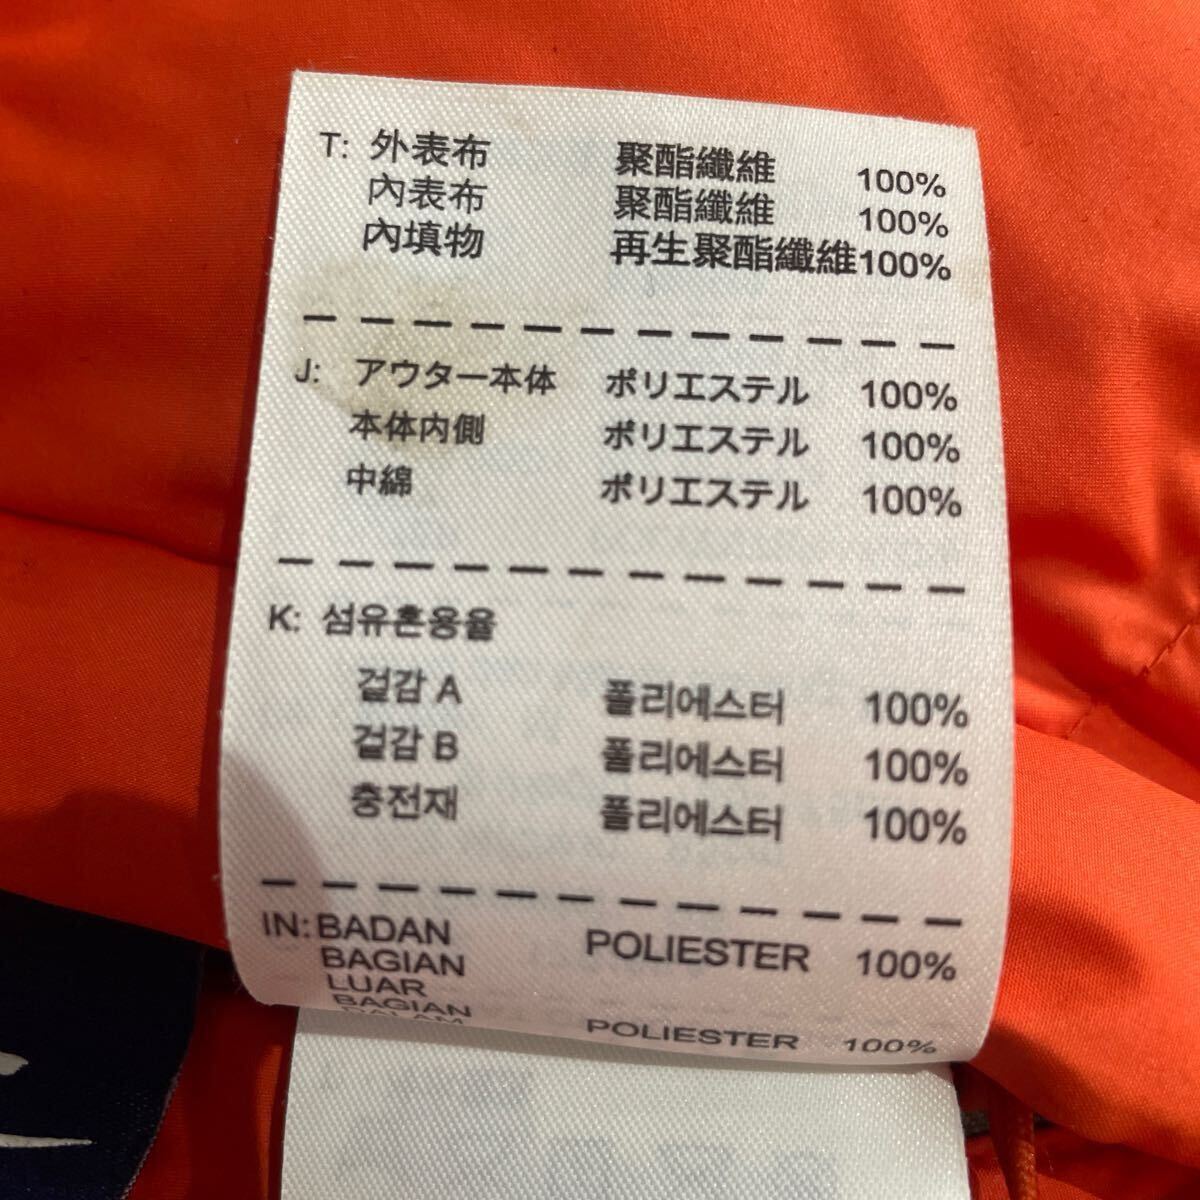 T: 外表布 聚酯纖維 100%
內表布 聚酯纖維 100%
內填物 再生聚酯纖維 100%
J: アウター本体 ポリエステル 100%
本体内側 ポリエステル 100%
中綿 ポリエステル 100%
K: 섬유혼용율
겉감 A 폴리에스터 100%
겉감 B 폴리에스터 100%
충전재 폴리에스터 100%
IN: BADAN POLIESTER 100%
BAGIAN
LUAR
BAGIAN
DALAM POLIESTER 100%